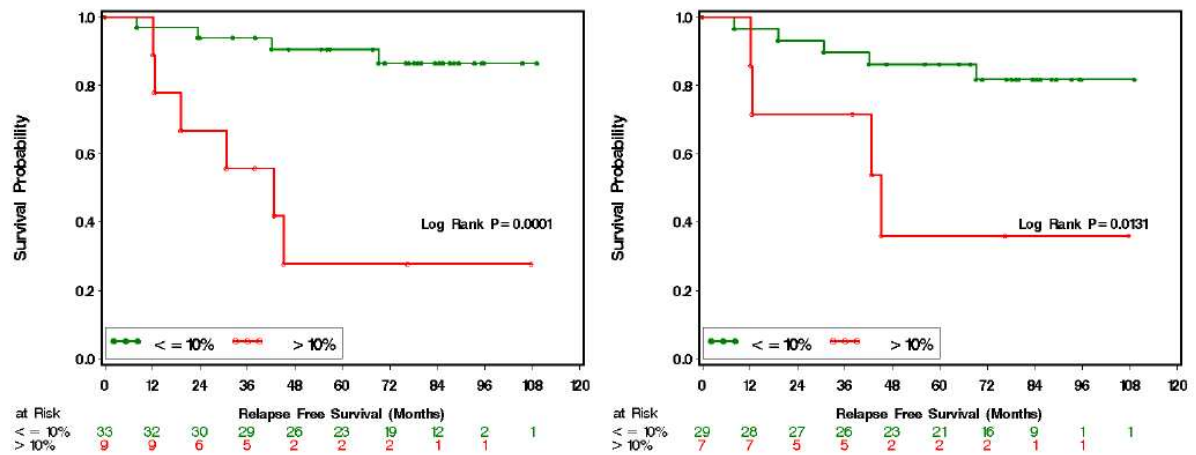 1.0
0.8
0.6
0.4
0.2
0.0
Survival Probability
Log Rank P=0.0001
<=10% >10%
0 12 24 36 48 60 72 84 96 108 120
Relapse Free Survival (Months)
at Risk
<=10% 33 32 30 29 26 23 19 12 2 1
>10% 9 9 6 5 2 2 2 1 1
1.0
0.8
0.6
0.4
0.2
0.0
Survival Probability
Log Rank P=0.0131
<=10% >10%
0 12 24 36 48 60 72 84 96 108 120
Relapse Free Survival (Months)
at Risk
<=10% 29 28 27 26 23 21 16 9 1 1
>10% 7 7 5 5 2 2 2 1 1